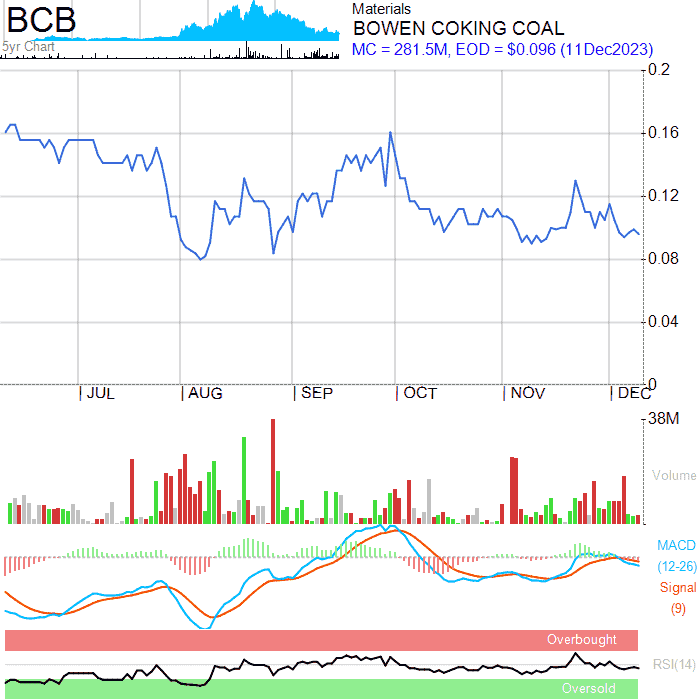 BCB
5yr Chart
Materials
BOWEN COKING COAL
MC = 281.5M, EOD = $0.096 (11Dec2023)
0.2
0.16
0.12
0.08
0.04
0
JUL AUG SEP OCT NOV DEC
38M
Volume
MACD
(12-26)
Signal
(9)
Overbought
RSI(14)
Oversold